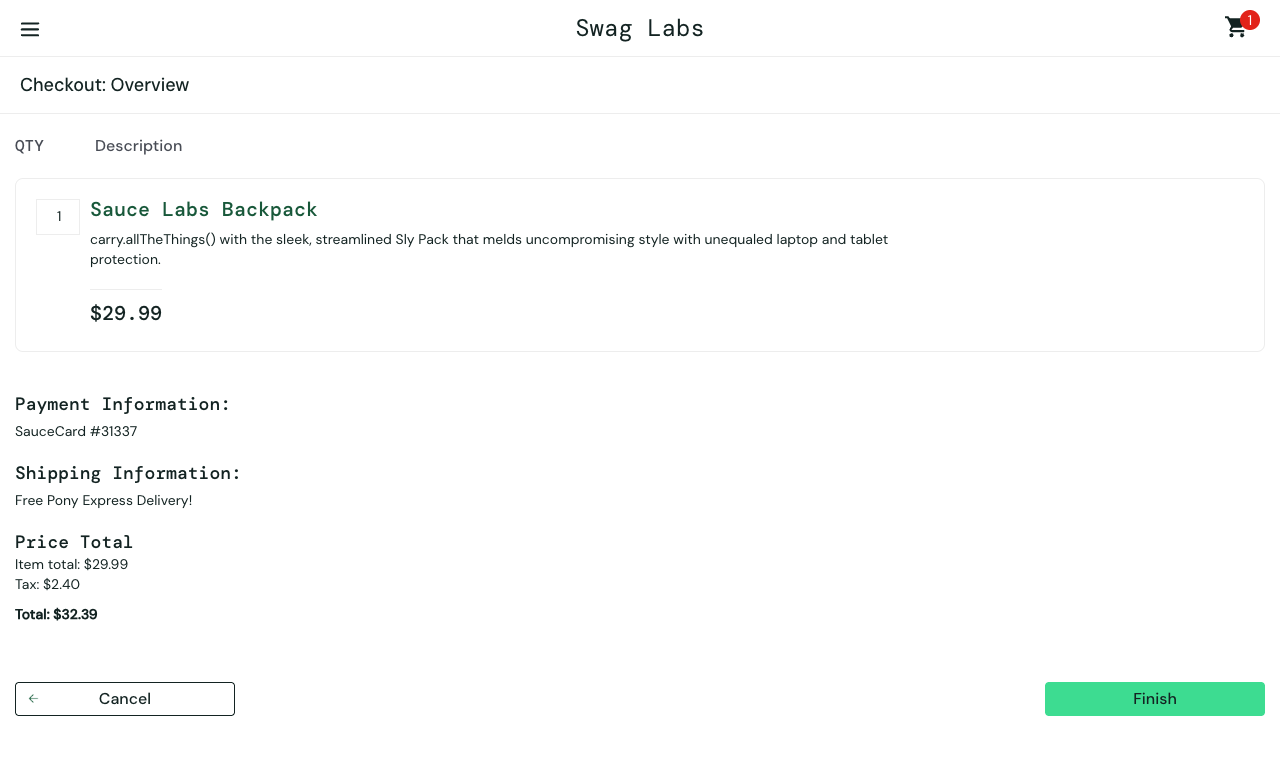 Swag Labs
1
Checkout: Overview
QTY Description
1
Sauce Labs Backpack
carry.allTheThings() with the sleek, streamlined Sly Pack that melds uncompromising style with unequaled laptop and tablet
protection.
$29.99
Payment Information:
SauceCard #31337
Shipping Information:
Free Pony Express Delivery!
Price Total
Item total: $29.99
Tax: $2.40
Total: $32.39
Cancel
Finish